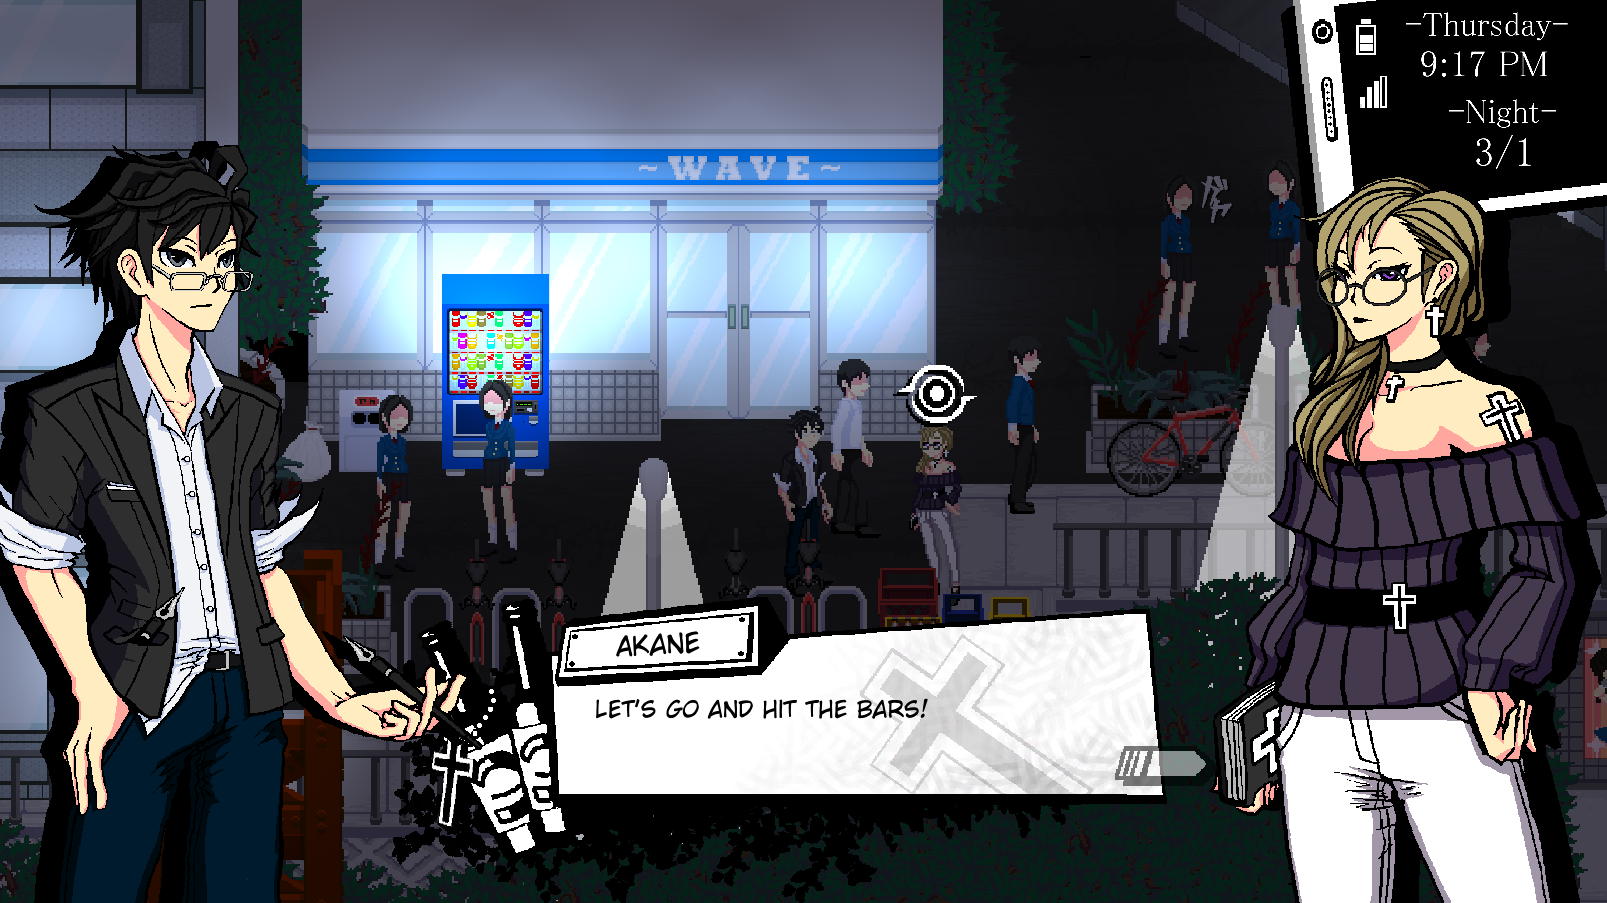 -Thursday-
9:17 PM
-Night-
3/1
~WAVE~
AKANE
LET'S GO AND HIT THE BARS!